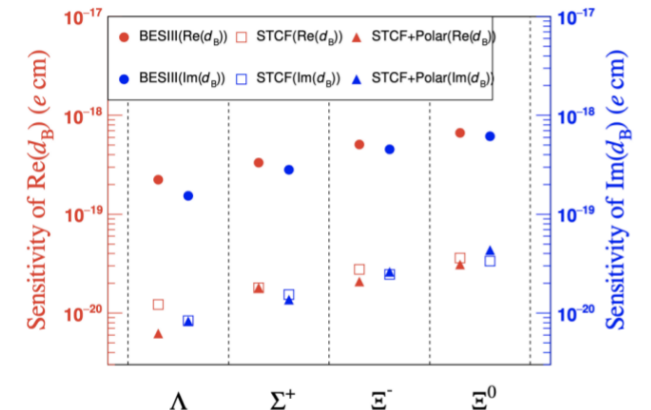 10⁻¹⁷ 10⁻¹⁷
BESIII(Re(d_B)) STCF(Re(d_B)) STCF+Polar(Re(d_B))
BESIII(Im(d_B)) STCF(Im(d_B)) STCF+Polar(Im(d_B))
10⁻¹⁸ 10⁻¹⁸
10⁻¹⁹ 10⁻¹⁹
10⁻²⁰ 10⁻²⁰
Sensitivity of Re(d_B) (e cm)
Sensitivity of Im(d_B) (e cm)
Λ Σ⁺ Ξ⁻ Ξ⁰